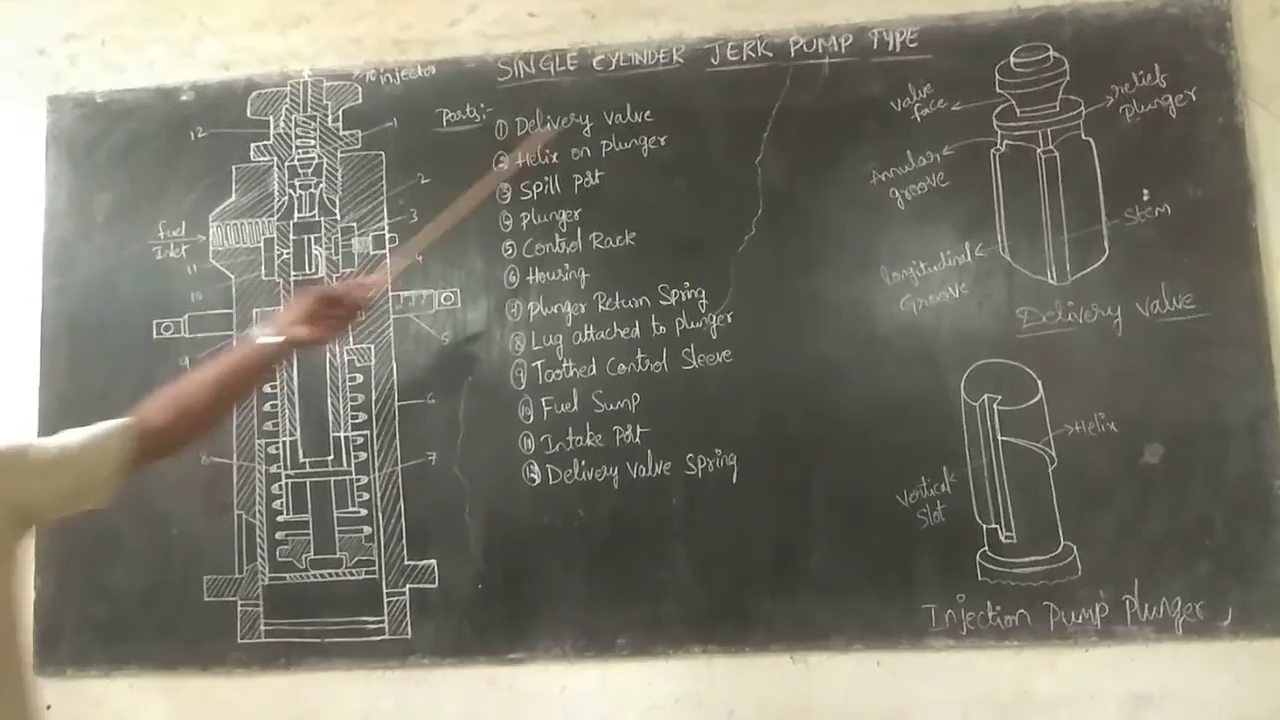 SINGLE CYLINDER JERK PUMP TYPE
→ To injector
12
1
2
fuel Inlet
3
11
4
10
5
9
6
8
7
Parts:-
① Delivery valve
② Helix on plunger
③ Spill Port
④ Plunger
⑤ Control Rack
⑥ Housing
⑦ Plunger Return Spring
⑧ Lug attached to plunger
⑨ Toothed Control Sleeve
⑩ Fuel Sump
⑪ Intake Port
⑫ Delivery Valve Spring
valve face
relief plunger
Annular groove
Stem
longitudinal Groove
Delivery valve
Helix
Vertical Slot
Injection Pump Plunger